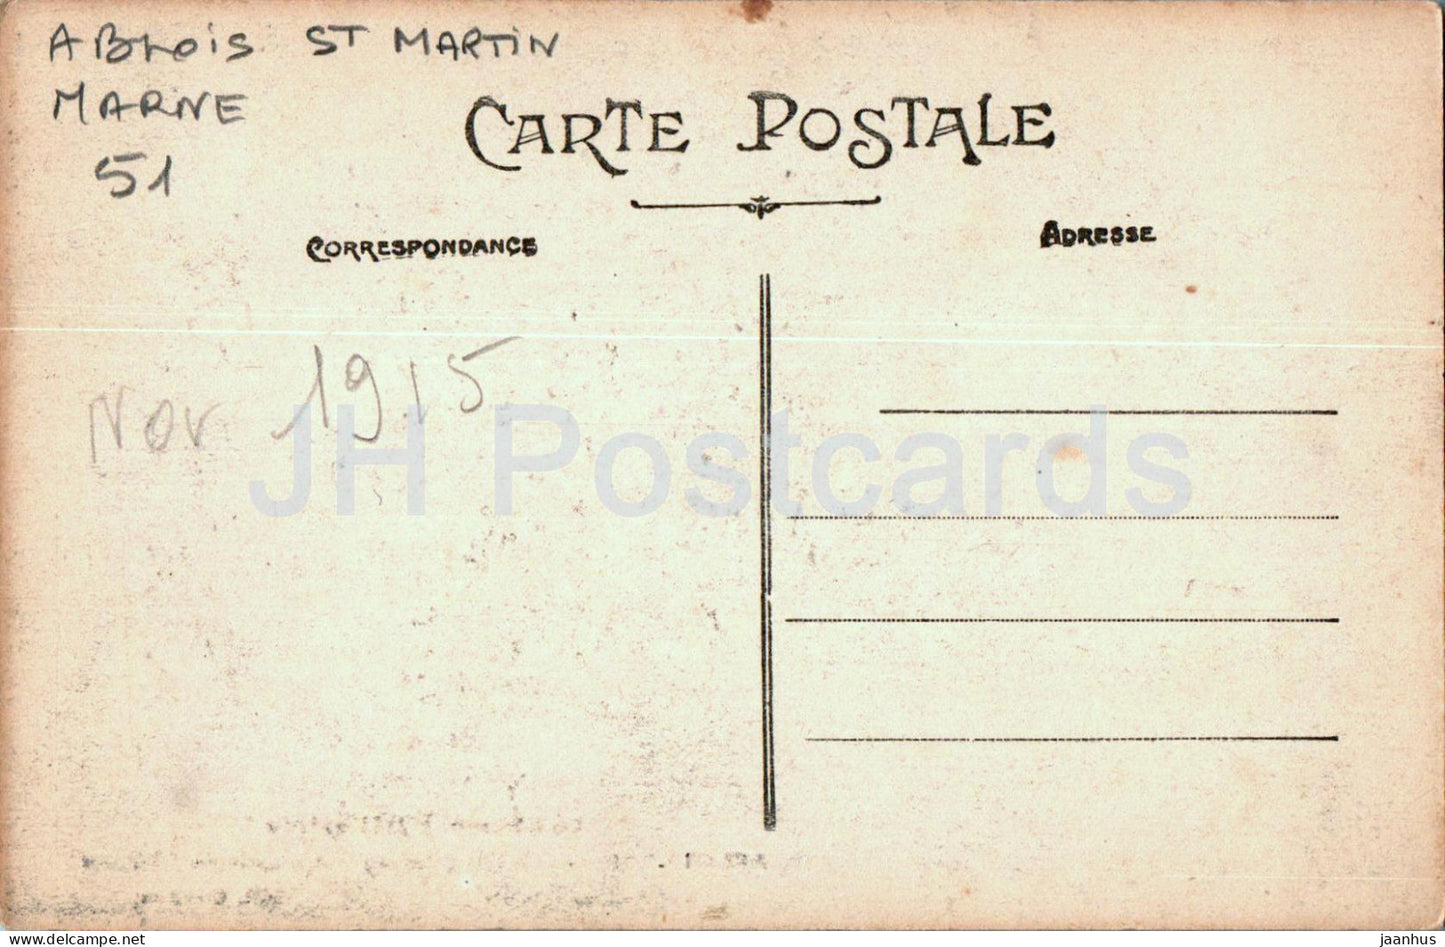 ABLOIS ST MARTIN
MARNE
51
CARTE POSTALE
CORRESPONDANCE
ADRESSE
Nov 1915
JH Postcards
www.delcampe.net
jaanhus